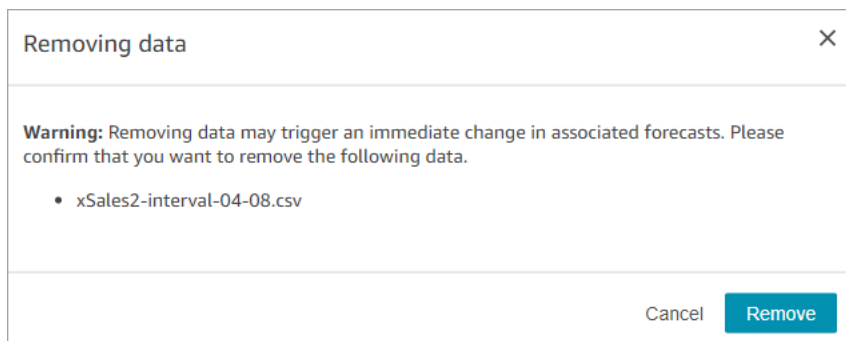 Removing data
Warning: Removing data may trigger an immediate change in associated forecasts. Please
confirm that you want to remove the following data.
• xSales2-interval-04-08.csv
Cancel Remove